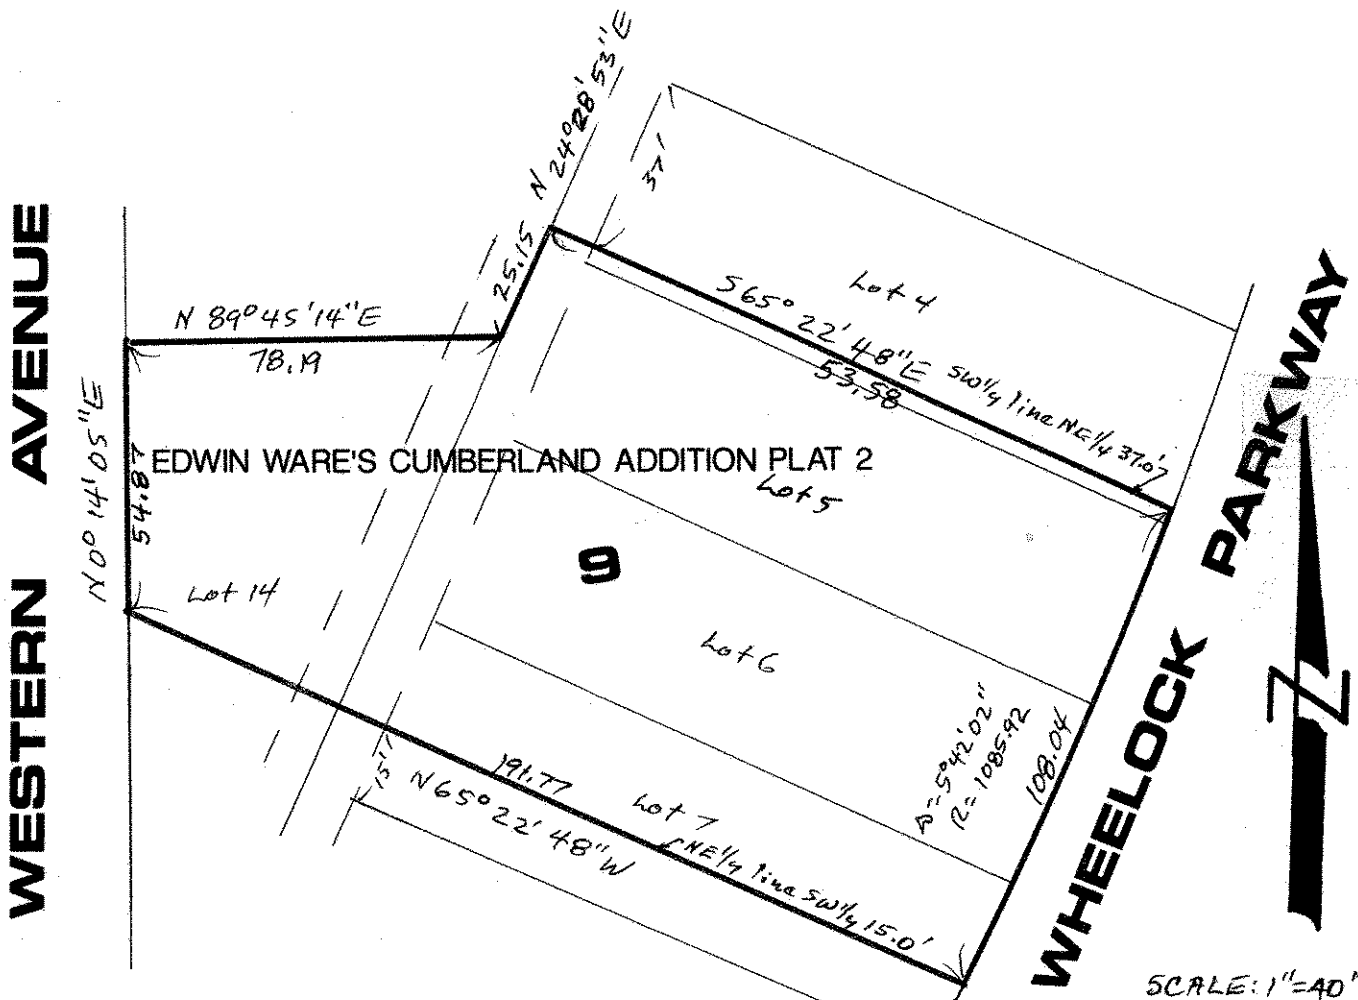 N 24°28'53"E
37'
25.15
WESTERN AVENUE
N 89°45'14"E
78.19
Lot 4
S65° 22' 48"E SW1/4 line NE1/4 37.0'
53.58
PARKWAY
N0° 14' 05"E
54.87
EDWIN WARE'S CUMBERLAND ADDITION PLAT 2
Lot 5
9
Lot 14
Lot 6
Δ=5°42'02"
R=1085.92
108.04
WHEELOCK
191.77
15.'
N65° 22' 48"W
Lot 7
NE1/4 line SW1/4 15.0'
SCALE: 1"=40'